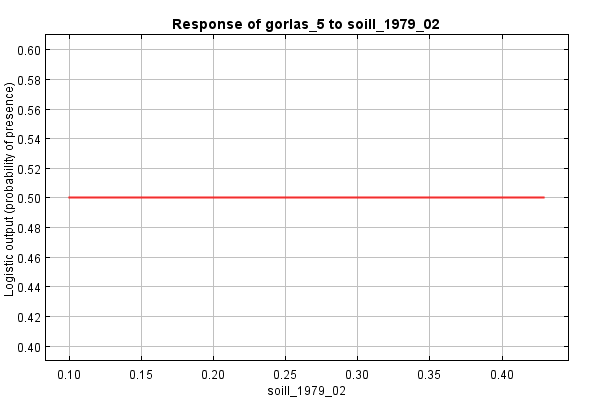 Response of gorlas_5 to soill_1979_02
Logistic output (probability of presence)
0.60
0.58
0.56
0.54
0.52
0.50
0.48
0.46
0.44
0.42
0.40
0.10 0.15 0.20 0.25 0.30 0.35 0.40
soill_1979_02